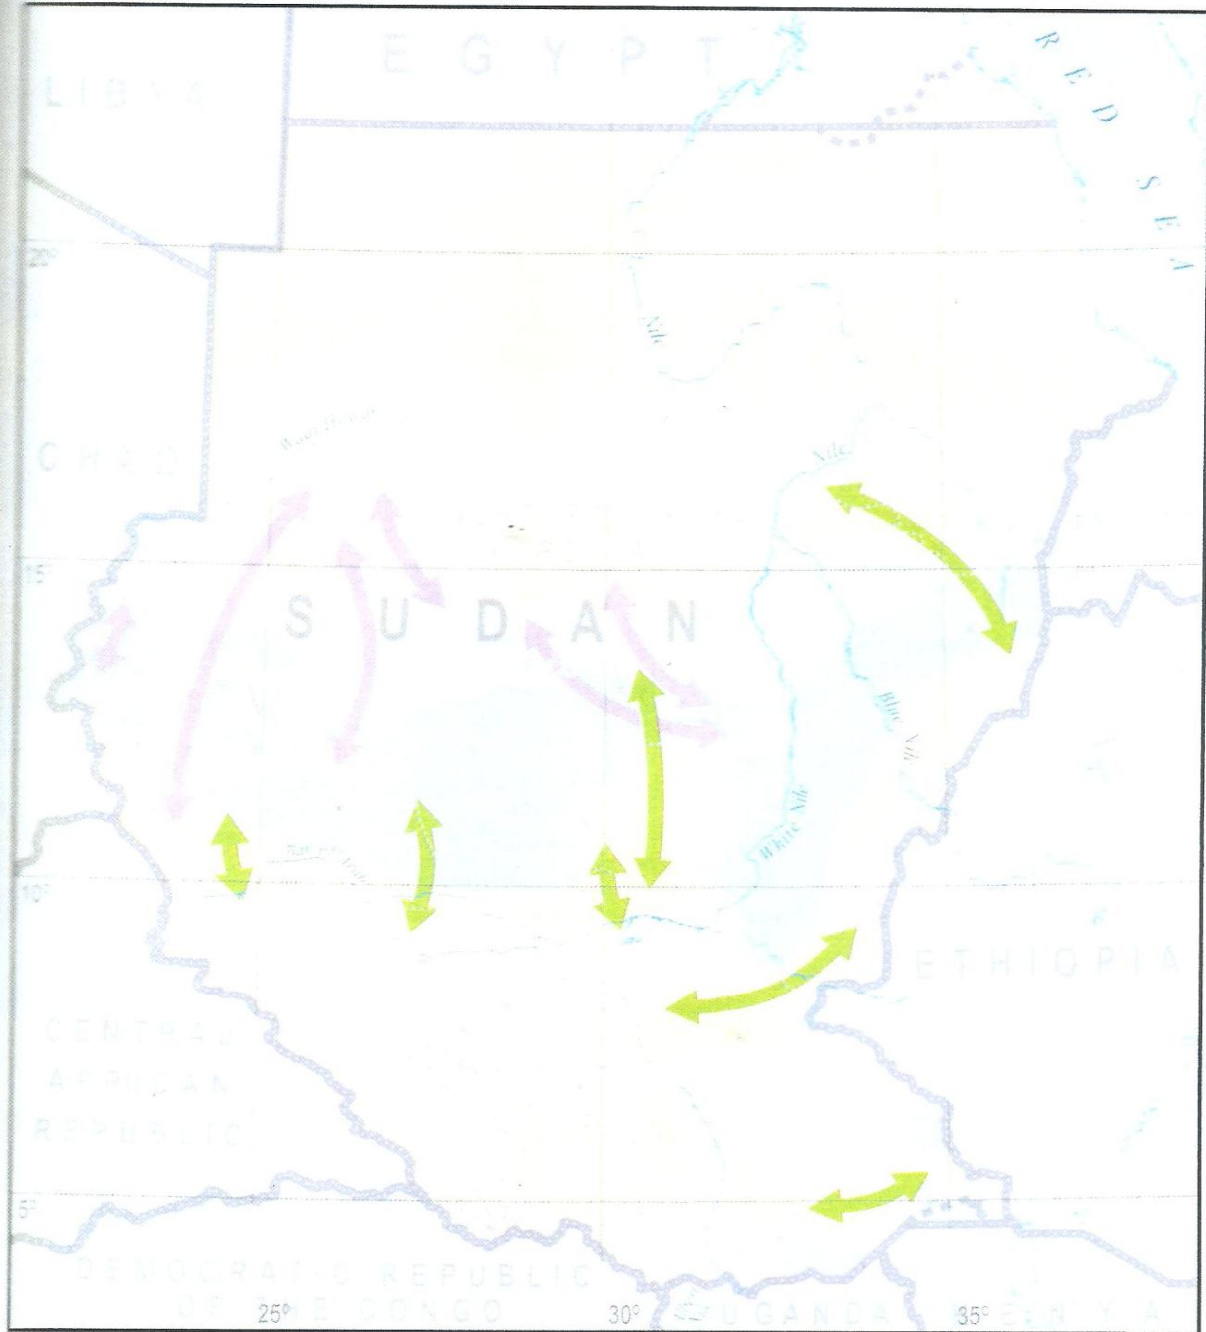 EGYPT
LIBYA
RED SEA
20°
Nile
CHAD
Nile
15°
SUDAN
Blue Nile
White Nile
10°
ETHIOPIA
CENTRAL
AFRICAN
REPUBLIC
5°
DEMOCRATIC REPUBLIC
OF THE CONGO
UGANDA
KENYA
25°
30°
35°